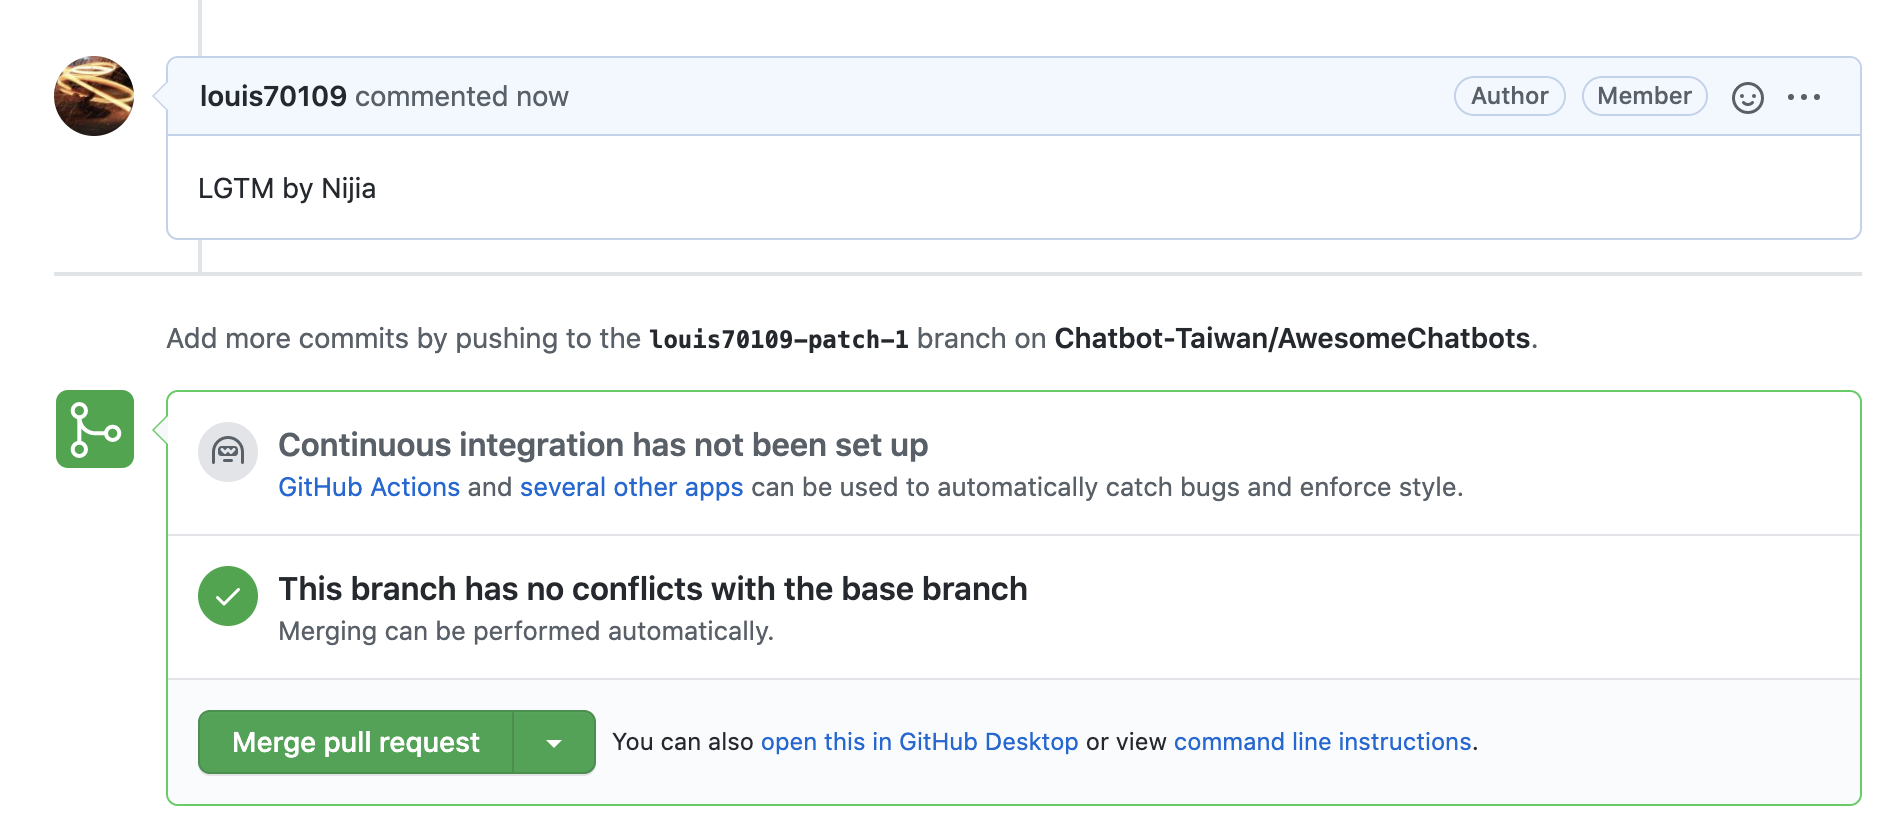 louis70109 commented now Author Member
LGTM by Nijia
Add more commits by pushing to the louis70109-patch-1 branch on Chatbot-Taiwan/AwesomeChatbots.
Continuous integration has not been set up
GitHub Actions and several other apps can be used to automatically catch bugs and enforce style.
This branch has no conflicts with the base branch
Merging can be performed automatically.
Merge pull request You can also open this in GitHub Desktop or view command line instructions.